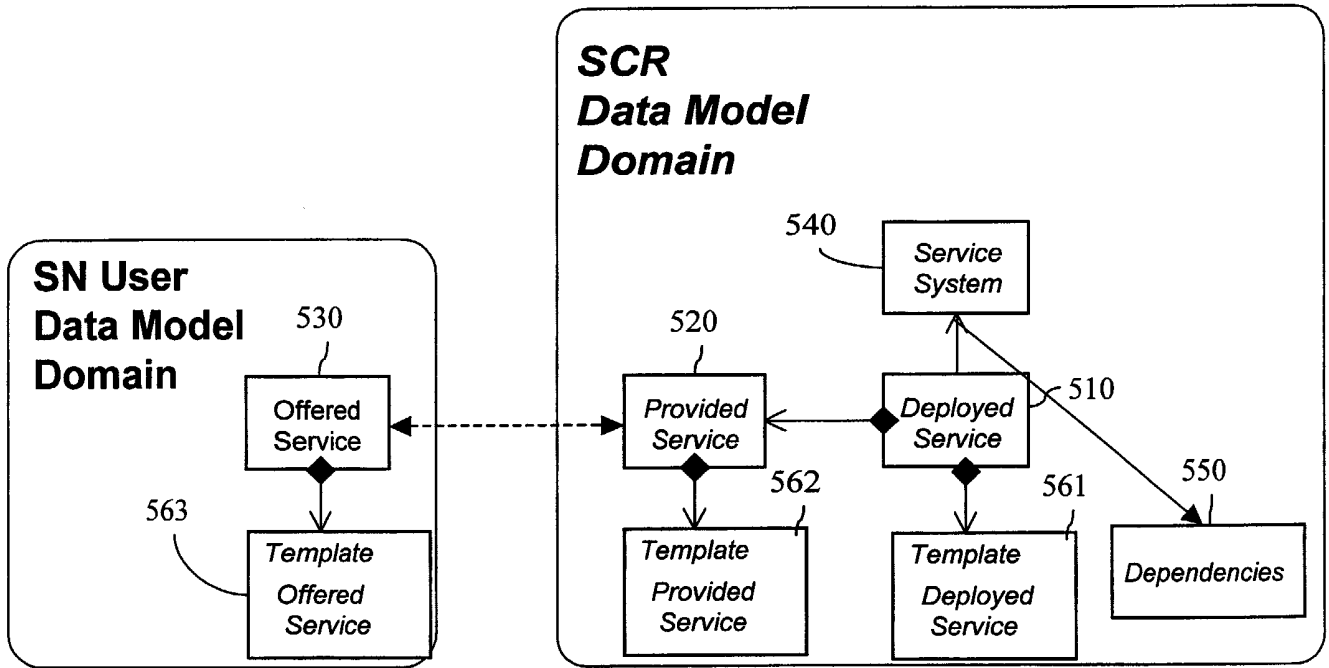 SCR
Data Model
Domain
540
Service
System
SN User
Data Model
Domain
530
Offered
Service
520
Provided
Service
510
Deployed
Service
563
Template
Offered
Service
562
Template
Provided
Service
561
Template
Deployed
Service
550
Dependencies